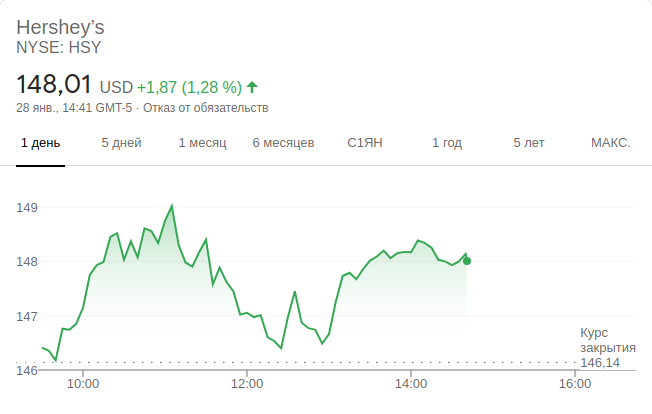 Hershey’s
NYSE: HSY
148,01 USD +1,87 (1,28 %)
28 янв., 14:41 GMT-5 · Отказ от обязательств
1 день 5 дней 1 месяц 6 месяцев С1ЯН 1 год 5 лет МАКС.
149
148
147
Курс
закрытия
146,14
146
10:00 12:00 14:00 16:00